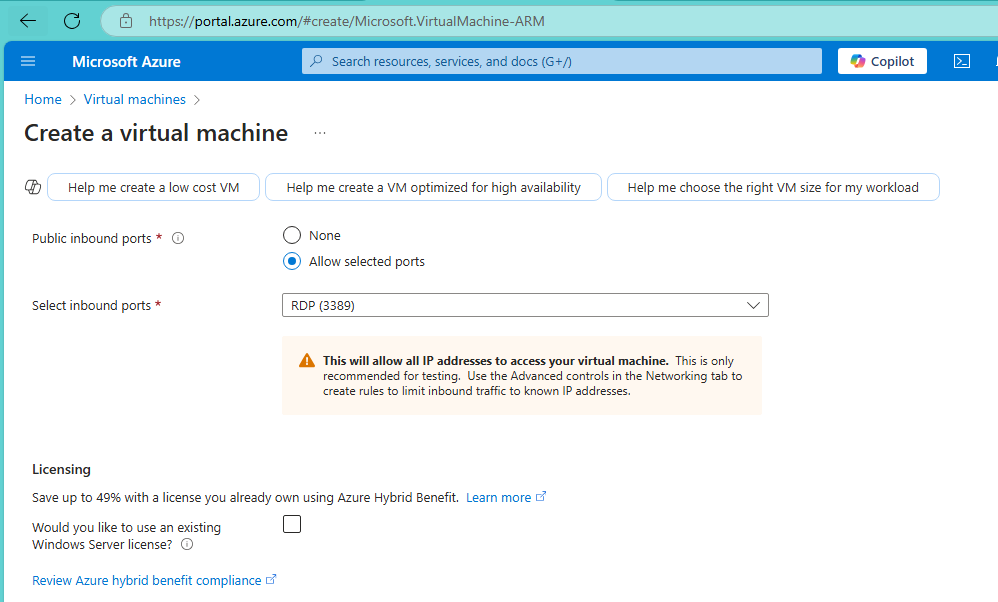 https://portal.azure.com/#create/Microsoft.VirtualMachine-ARM
Microsoft Azure
Search resources, services, and docs (G+/)
Copilot
Home > Virtual machines >
Create a virtual machine ...
Help me create a low cost VM
Help me create a VM optimized for high availability
Help me choose the right VM size for my workload
Public inbound ports *
None
Allow selected ports
Select inbound ports *
RDP (3389)
This will allow all IP addresses to access your virtual machine. This is only
recommended for testing. Use the Advanced controls in the Networking tab to
create rules to limit inbound traffic to known IP addresses.
Licensing
Save up to 49% with a license you already own using Azure Hybrid Benefit. Learn more
Would you like to use an existing
Windows Server license?
Review Azure hybrid benefit compliance